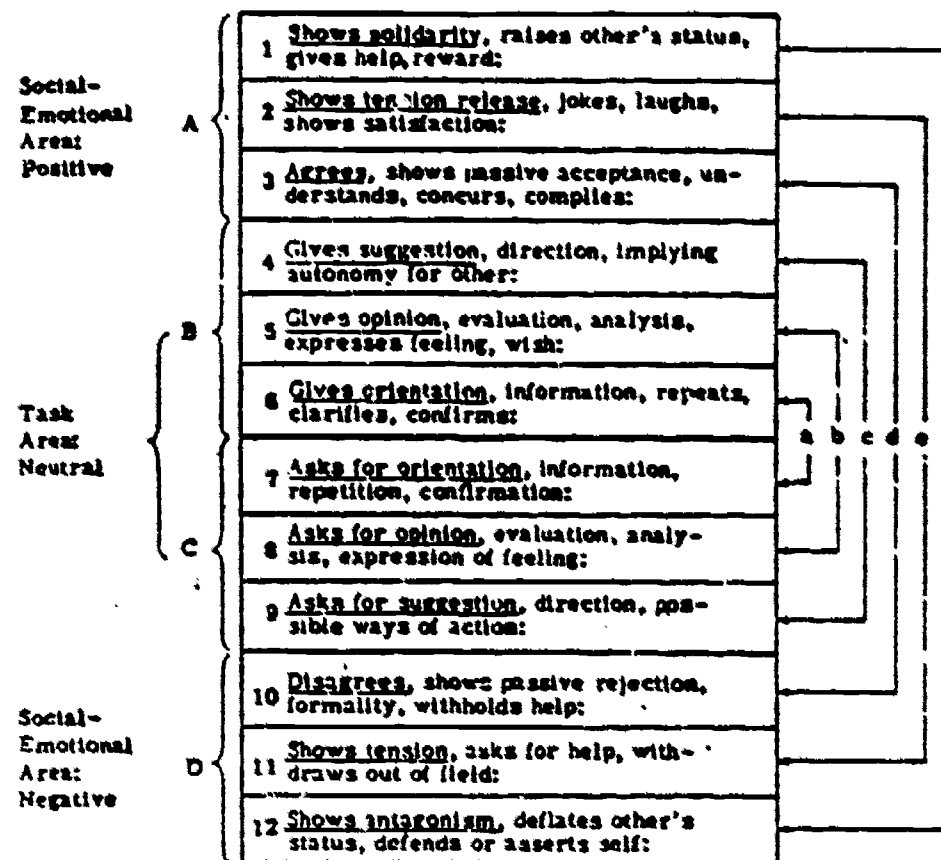 Social-
Emotional
Area:
Positive
A
1 Shows solidarity, raises other's status,
gives help, reward:
2 Shows tension release, jokes, laughs,
shows satisfaction:
3 Agrees, shows passive acceptance, un-
derstands, concurs, complies:
4 Gives suggestion, direction, implying
autonomy for other:
Task
Area:
Neutral
B
5 Gives opinion, evaluation, analysis,
expresses feeling, wish:
6 Gives orientation, information, repeats,
clarifies, confirms:
7 Asks for orientation, information,
repetition, confirmation:
C
8 Asks for opinion, evaluation, analy-
sis, expression of feeling:
9 Asks for suggestion, direction, pos-
sible ways of action:
a b c d e
Social-
Emotional
Area:
Negative
D
10 Disagrees, shows passive rejection,
formality, withholds help:
11 Shows tension, asks for help, with-
draws out of field:
12 Shows antagonism, deflates other's
status, defends or asserts self: